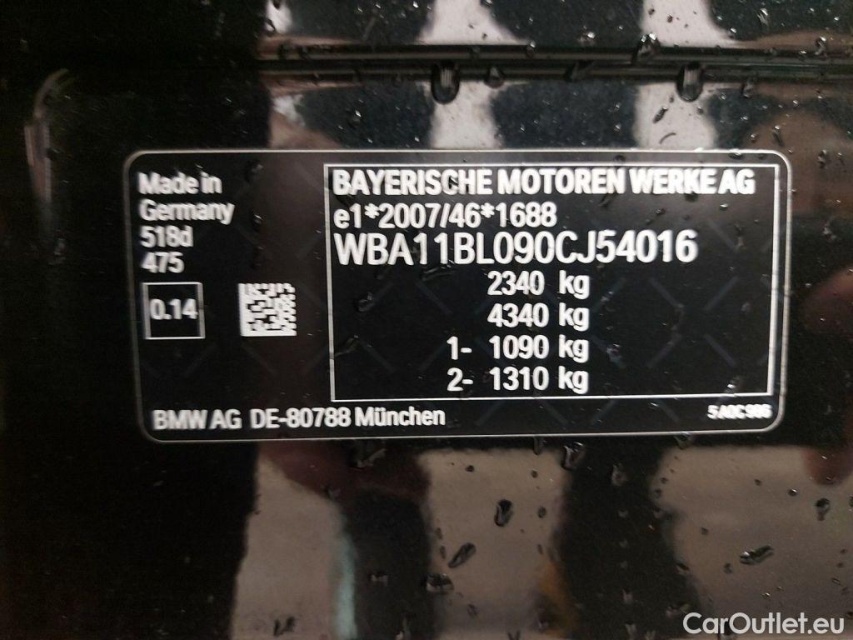 Made in
Germany
518d
475
0.14
BAYERISCHE MOTOREN WERKE AG
e1*2007/46*1688
WBA11BL090CJ54016
2340 kg
4340 kg
1- 1090 kg
2- 1310 kg
BMW AG DE-80788 München
CarOutlet.eu